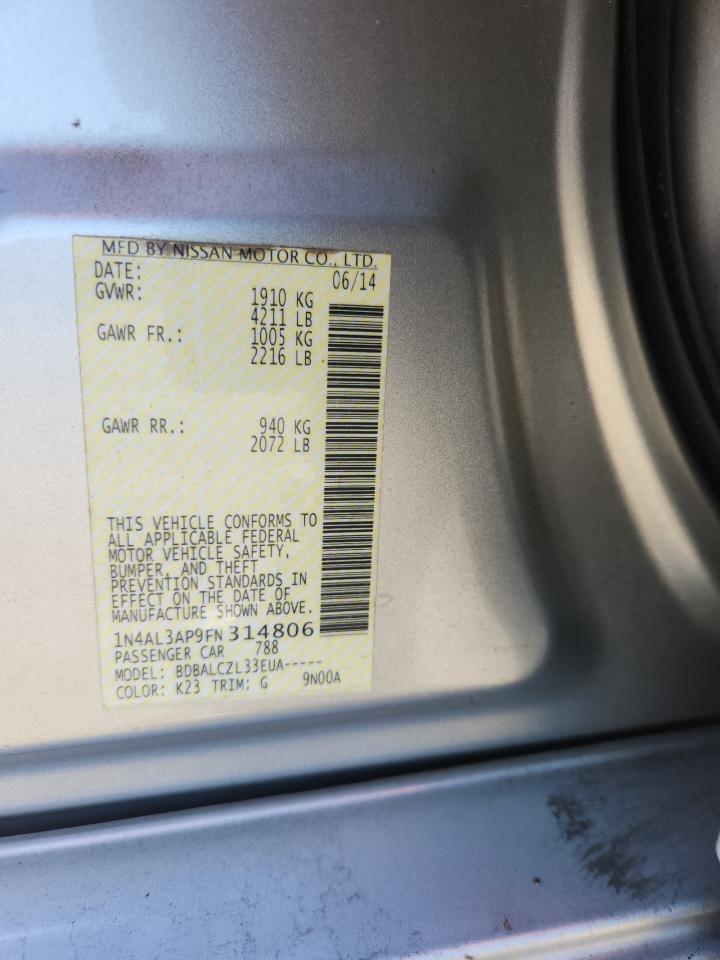 MFD BY NISSAN MOTOR CO., LTD.
DATE: 06/14
GVWR: 1910 KG
4211 LB
GAWR FR.: 1005 KG
2216 LB
GAWR RR.: 940 KG
2072 LB
THIS VEHICLE CONFORMS TO
ALL APPLICABLE FEDERAL
MOTOR VEHICLE SAFETY,
BUMPER, AND THEFT
PREVENTION STANDARDS IN
EFFECT ON THE DATE OF
MANUFACTURE SHOWN ABOVE.
1N4AL3AP9FN314806
PASSENGER CAR 788
MODEL: BDBALCZL33EUA-----
COLOR: K23 TRIM: G 9N00A